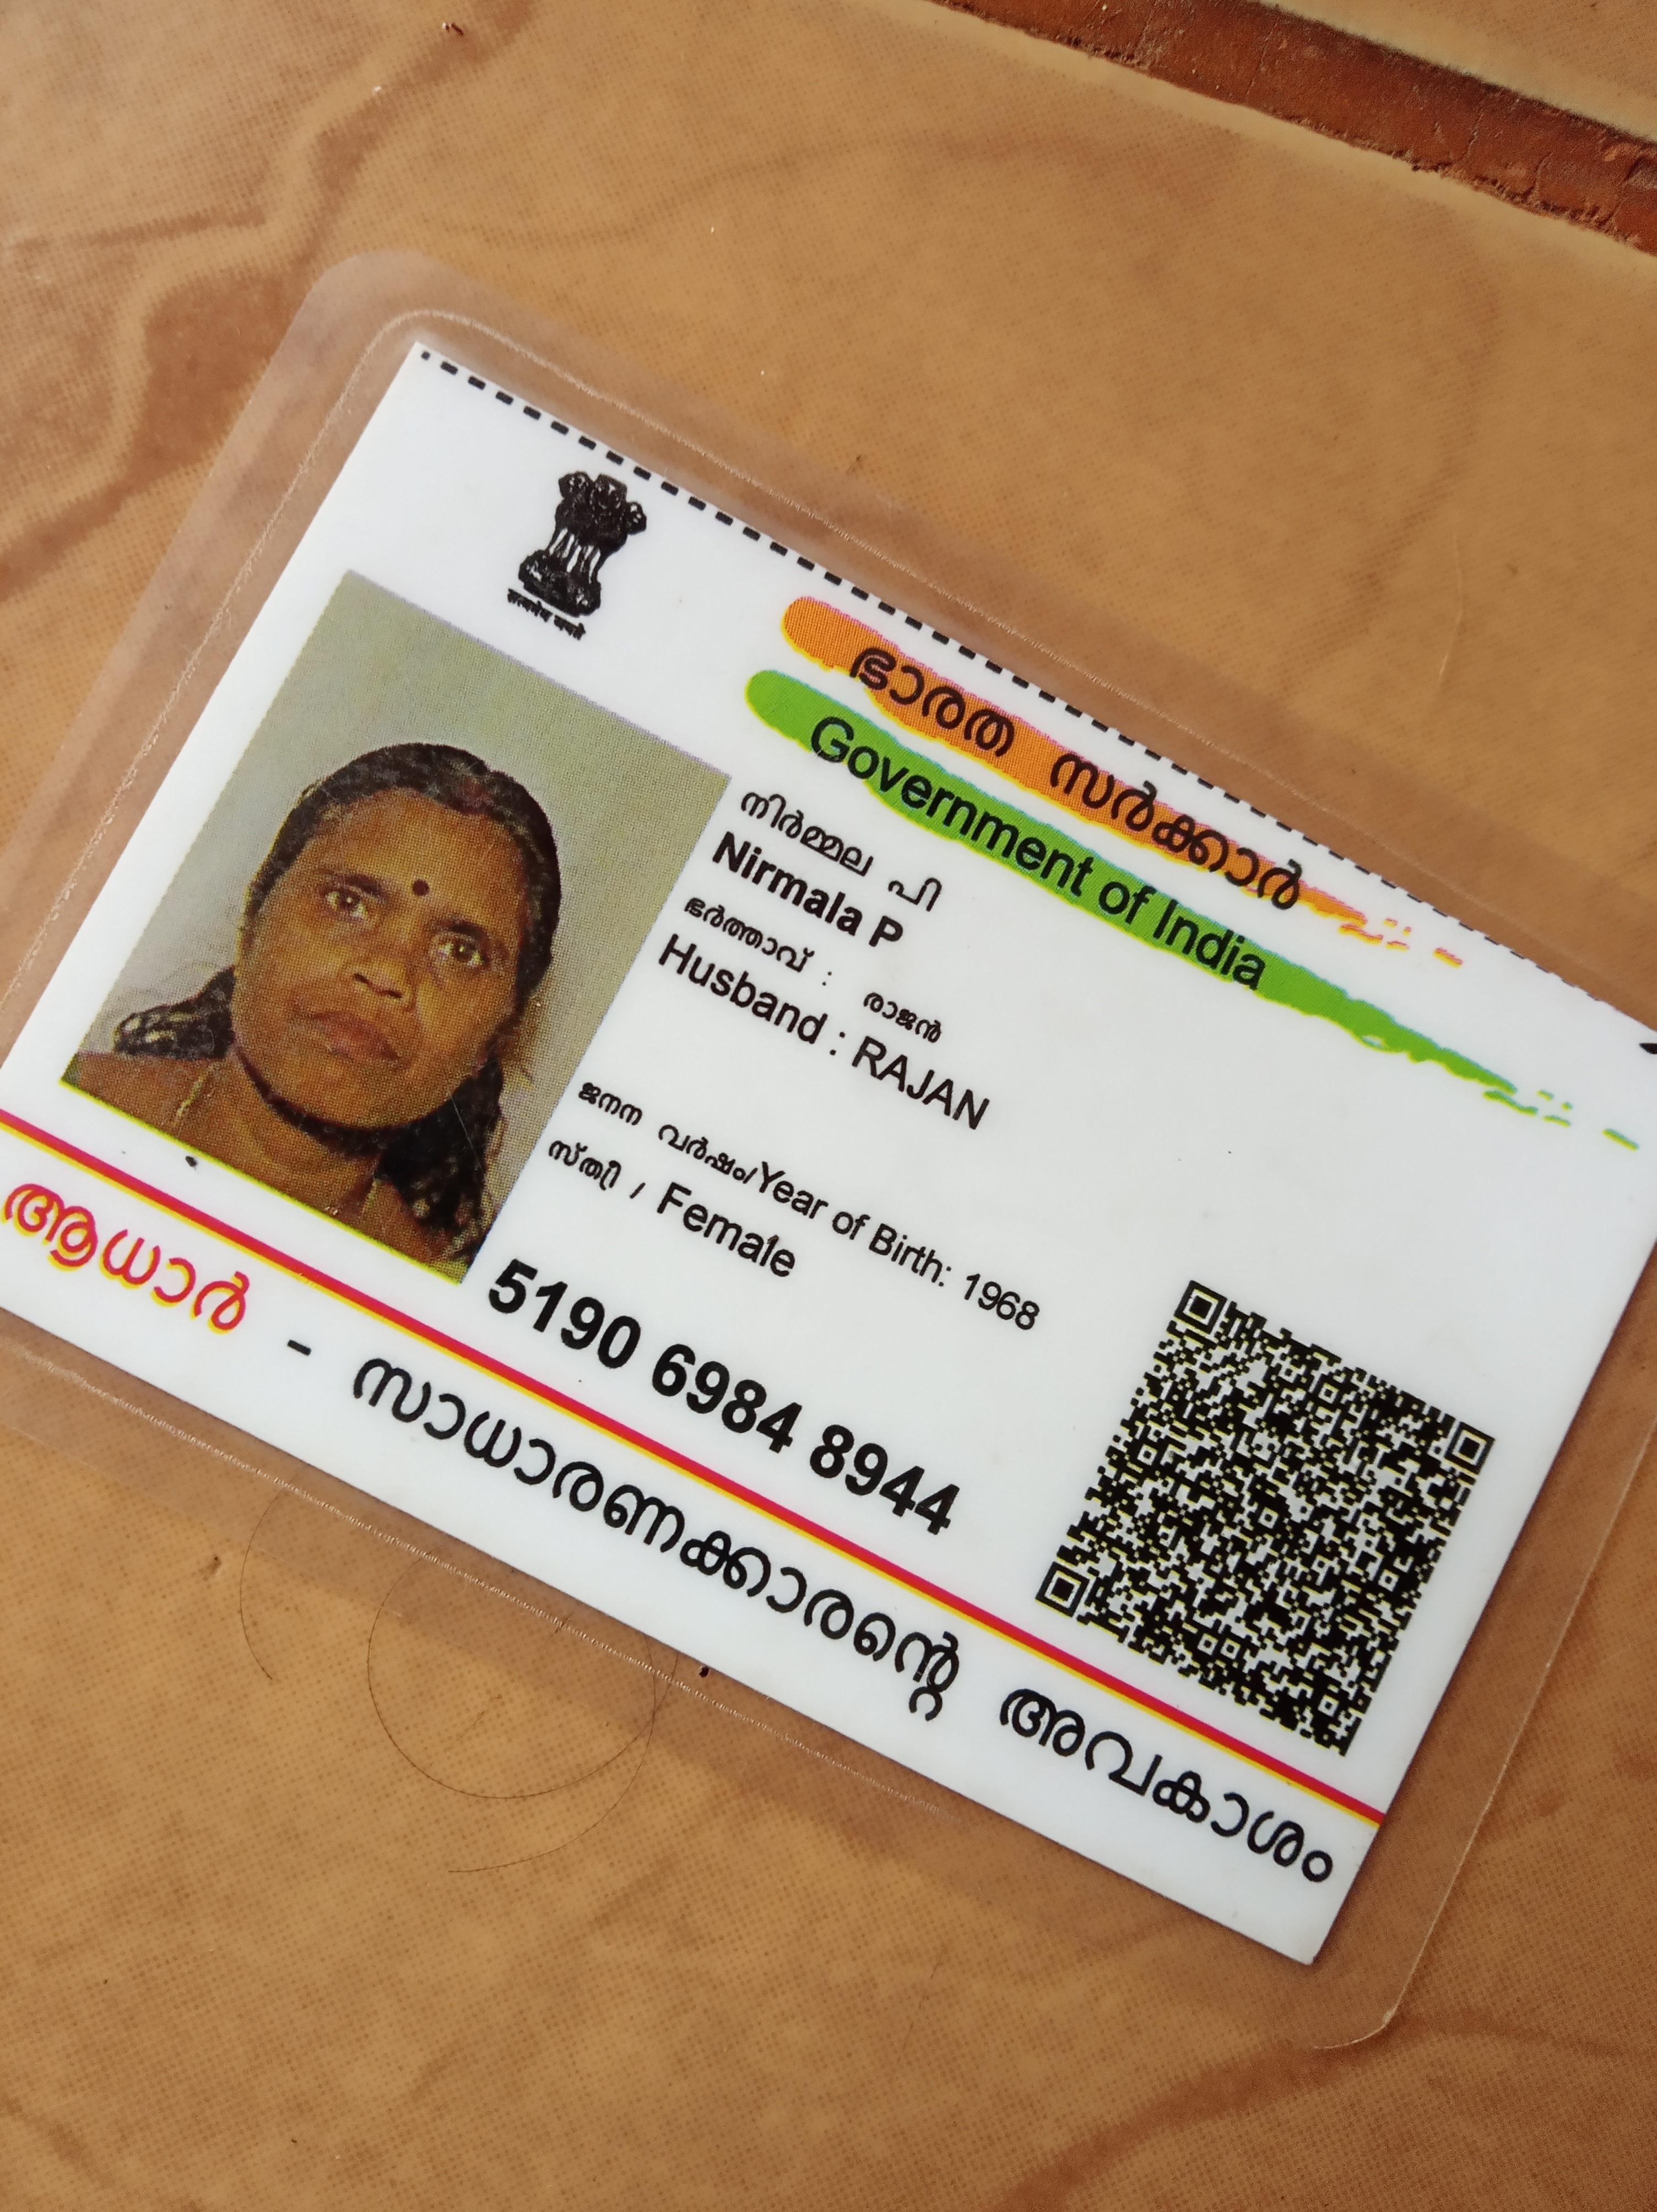 सत्यमेव जयते
ഭാരത സർക്കാർ
Government of India
നിർമ്മല പി
Nirmala P
ഭർത്താവ് : രാജൻ
Husband : RAJAN
ജനന വർഷം/Year of Birth: 1968
സ്ത്രീ / Female
5190 6984 8944
ആധാർ - സാധാരണക്കാരന്റെ അവകാശം